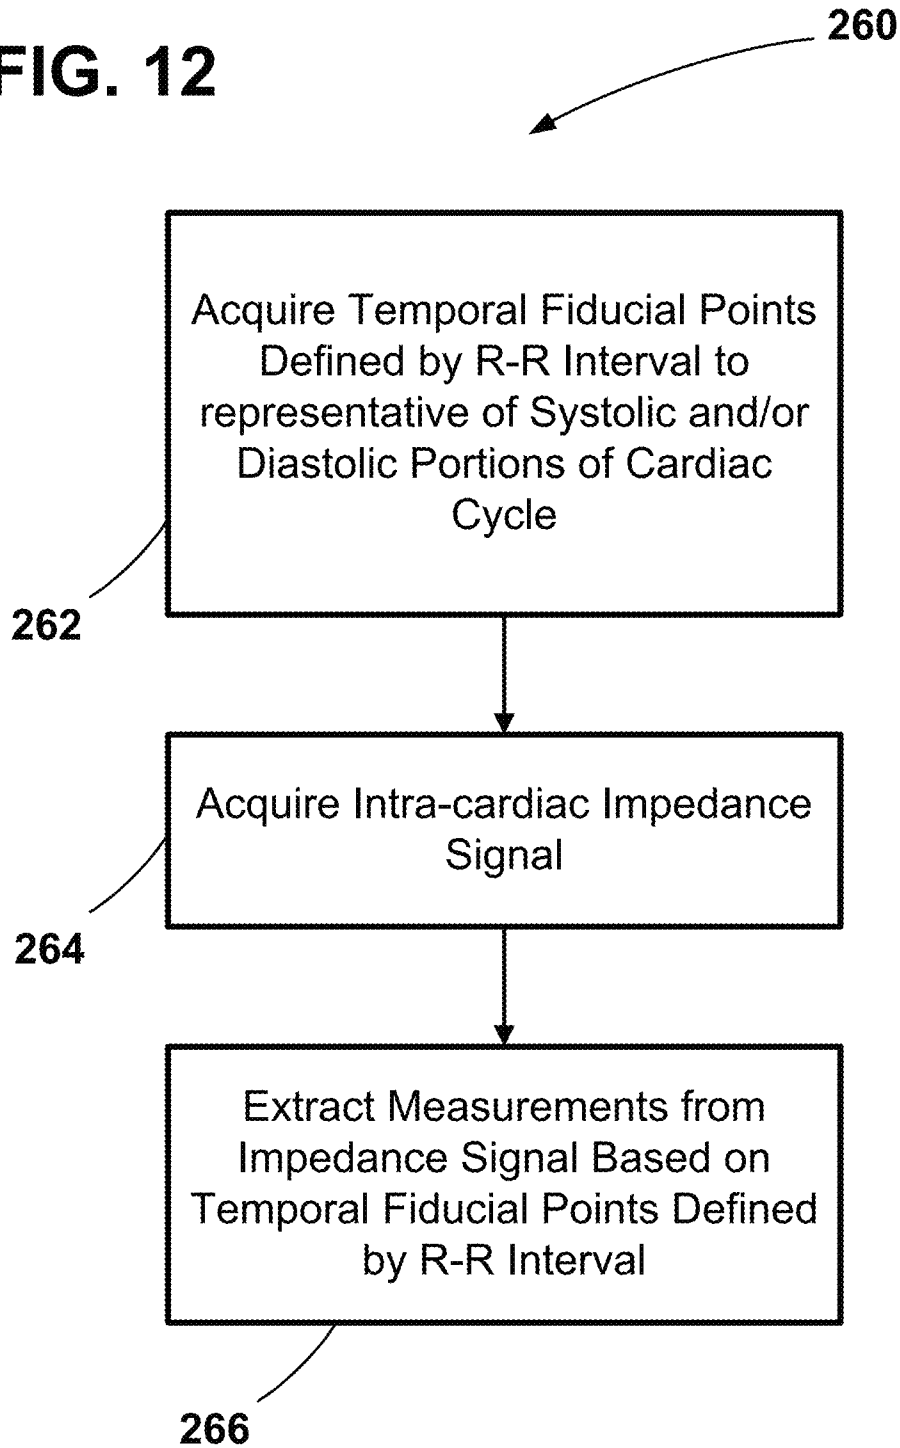 FIG. 12
260
Acquire Temporal Fiducial Points
Defined by R-R Interval to
representative of Systolic and/or
Diastolic Portions of Cardiac
Cycle
262
Acquire Intra-cardiac Impedance
Signal
264
Extract Measurements from
Impedance Signal Based on
Temporal Fiducial Points Defined
by R-R Interval
266